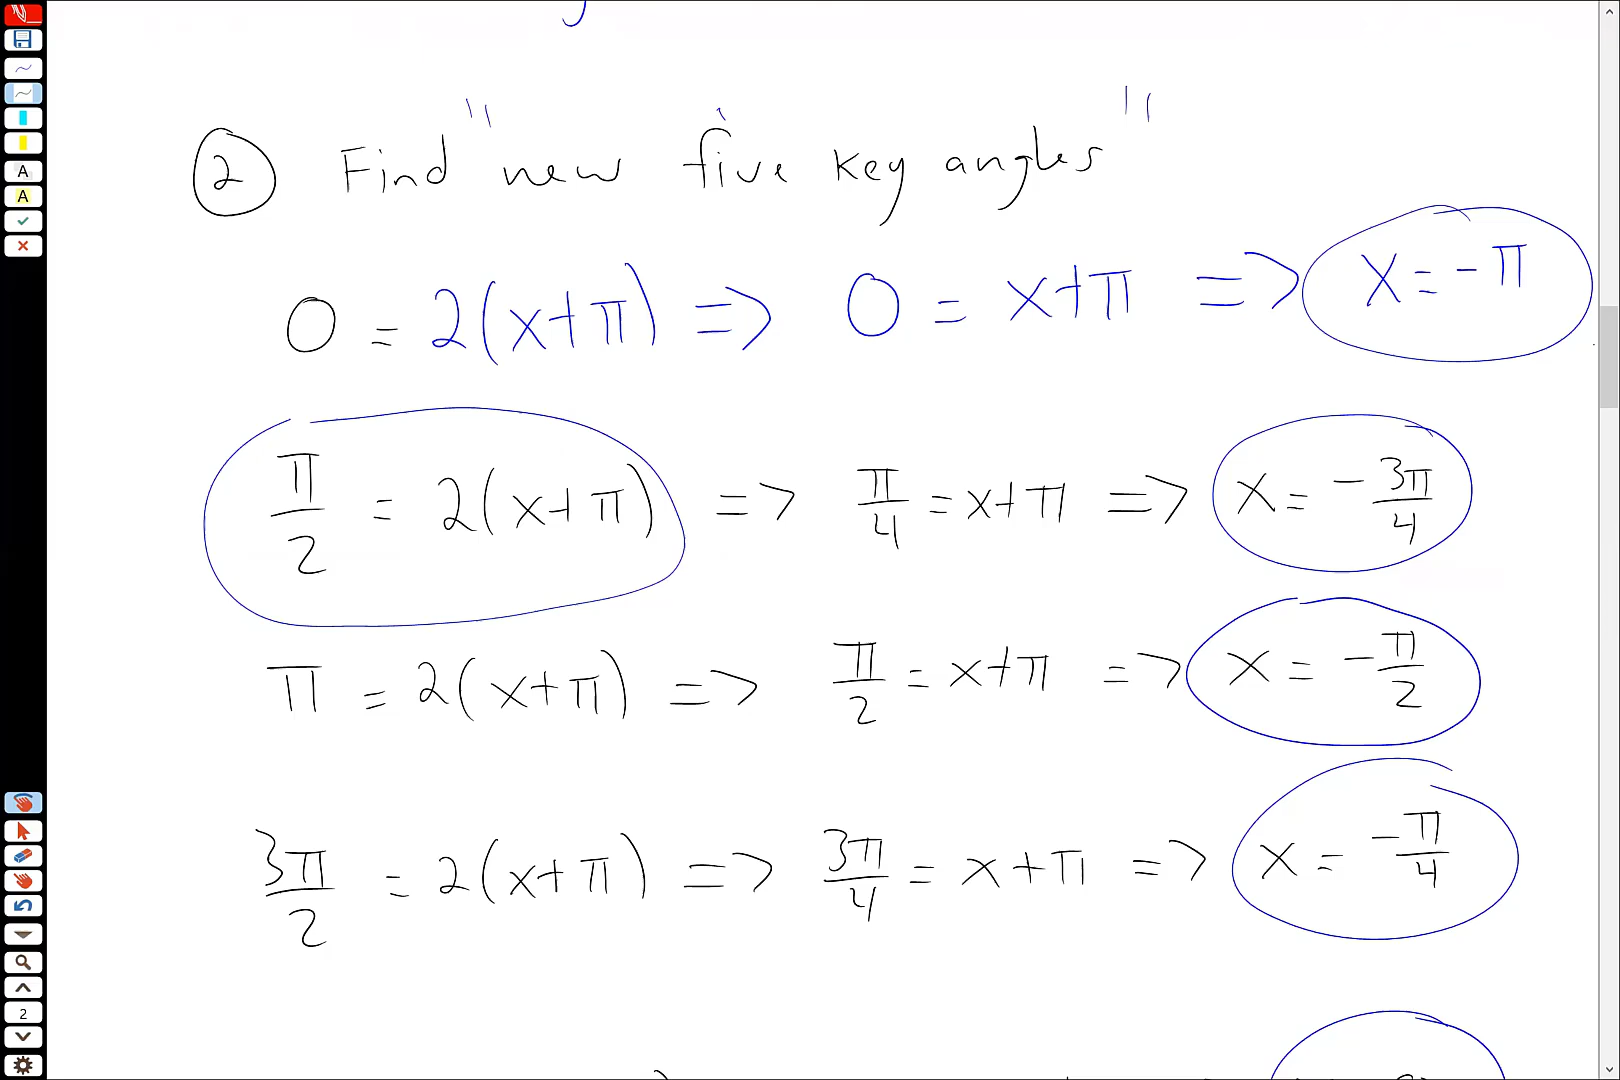 ② Find "new five key angles"
0 = 2(x+π) => 0 = x+π => x = -π
π/2 = 2(x+π) => π/4 = x+π => x = -3π/4
π = 2(x+π) => π/2 = x+π => x = -π/2
3π/2 = 2(x+π) => 3π/4 = x+π => x = -π/4
A
A
2